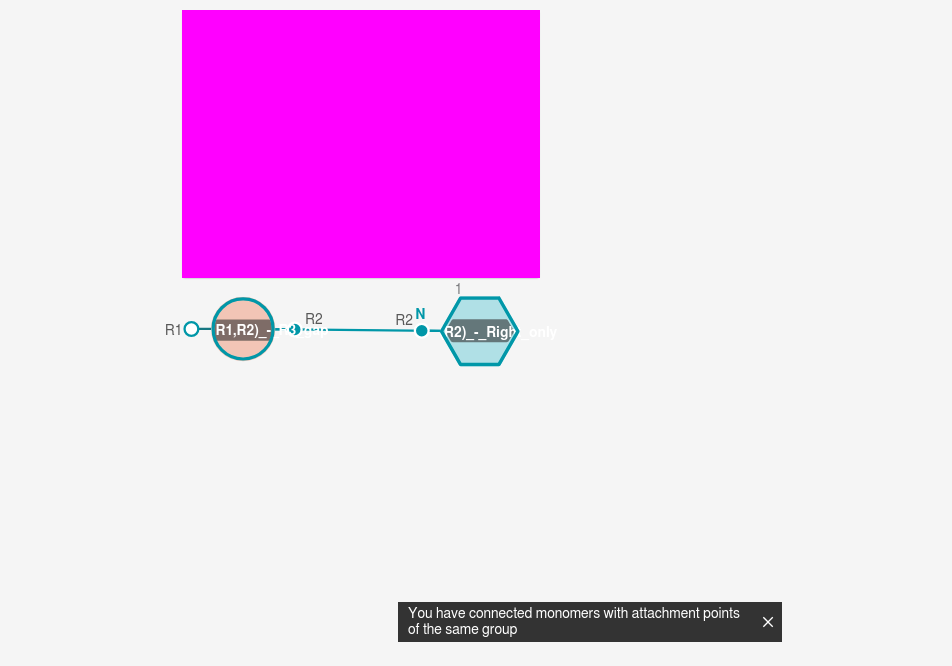 1
N
R1
R1,R2)_-
R2
R2
R2)_-_Right_only
You have connected monomers with attachment points
of the same group